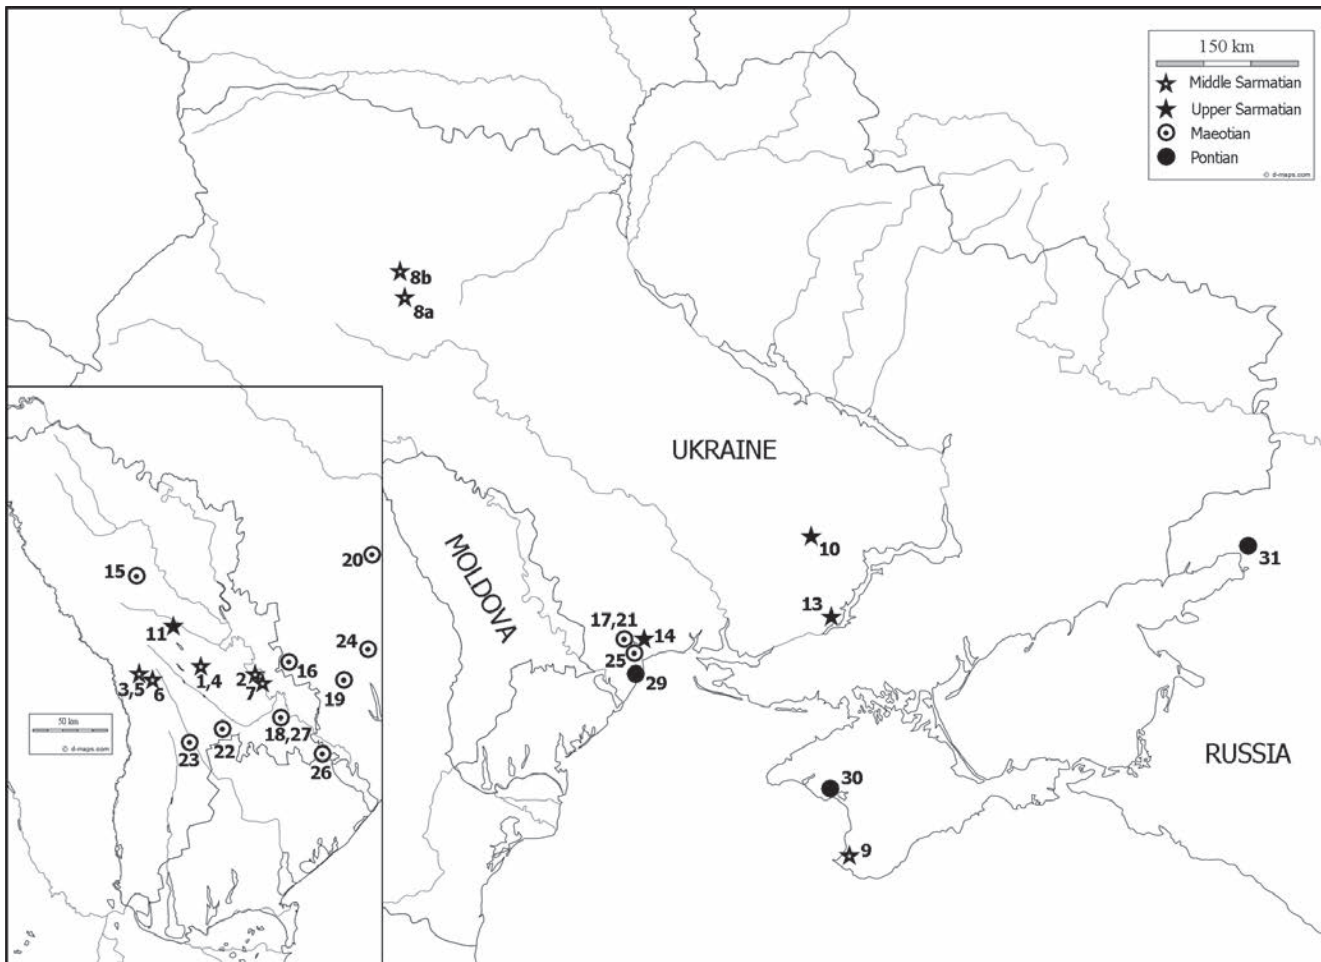 150 km
Middle Sarmatian
Upper Sarmatian
Maeotian
Pontian
© d-maps.com
8b
8a
UKRAINE
MOLDOVA
RUSSIA
10
13
17,21
14
25
29
31
30
9
20
15
11
24
16
3,5
6
1,4
2
7
19
18,27
22
23
26
50 km
© d-maps.com